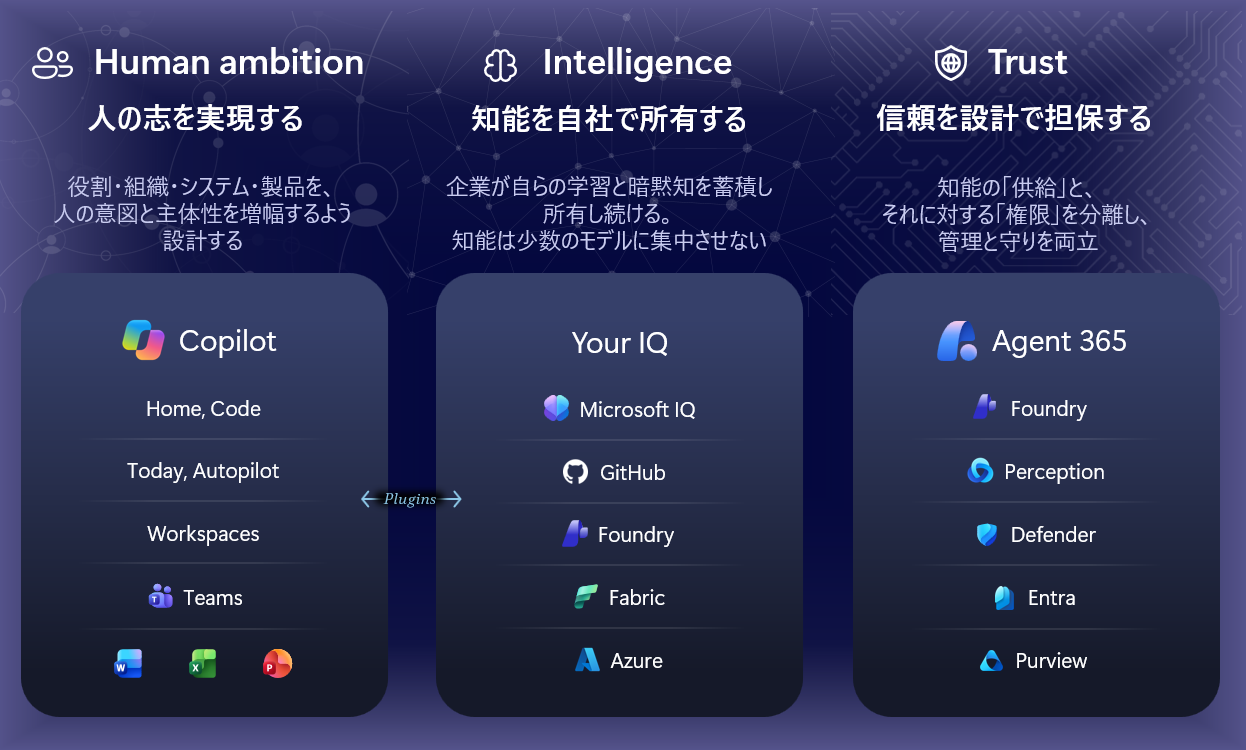 Human ambition
人の志を実現する
役割・組織・システム・製品を、
人の意図と主体性を増幅するよう
設計する
Copilot
Home, Code
Today, Autopilot
Workspaces
T Teams
W X P
Plugins
Intelligence
知能を自社で所有する
企業が自らの学習と暗黙知を蓄積し
所有し続ける。
知能は少数のモデルに集中させない
Your IQ
Microsoft IQ
GitHub
Foundry
Fabric
Azure
Trust
信頼を設計で担保する
知能の「供給」と、
それに対する「権限」を分離し、
管理と守りを両立
Agent 365
Foundry
Perception
Defender
Entra
Purview